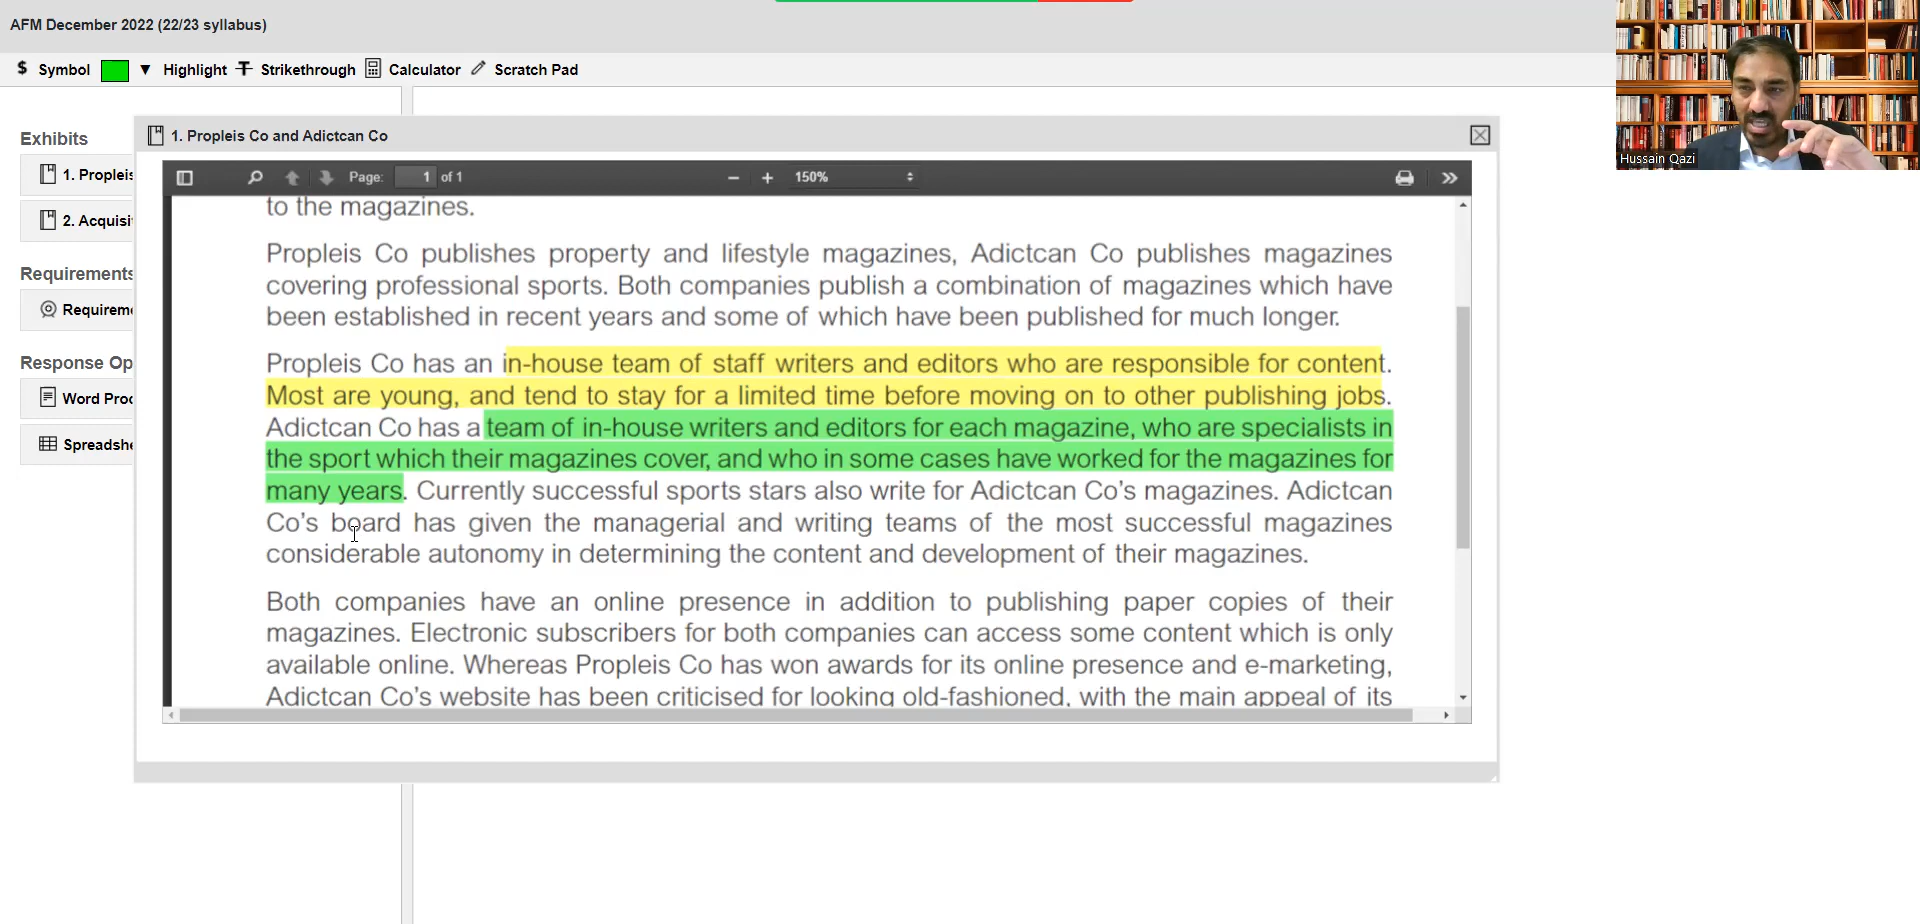 AFM December 2022 (22/23 syllabus)
$ Symbol ▼ Highlight T Strikethrough Calculator Scratch Pad
Exhibits
1. Propleis
2. Acquisit
Requirements
Requirem
Response Op
Word Proc
Spreadshe
1. Propleis Co and Adictcan Co
Page: 1 of 1
150%
to the magazines.
Propleis Co publishes property and lifestyle magazines, Adictcan Co publishes magazines
covering professional sports. Both companies publish a combination of magazines which have
been established in recent years and some of which have been published for much longer.
Propleis Co has an in-house team of staff writers and editors who are responsible for content.
Most are young, and tend to stay for a limited time before moving on to other publishing jobs.
Adictcan Co has a team of in-house writers and editors for each magazine, who are specialists in
the sport which their magazines cover, and who in some cases have worked for the magazines for
many years. Currently successful sports stars also write for Adictcan Co's magazines. Adictcan
Co's board has given the managerial and writing teams of the most successful magazines
considerable autonomy in determining the content and development of their magazines.
Both companies have an online presence in addition to publishing paper copies of their
magazines. Electronic subscribers for both companies can access some content which is only
available online. Whereas Propleis Co has won awards for its online presence and e-marketing,
Adictcan Co's website has been criticised for looking old-fashioned, with the main appeal of its
Hussain Qazi